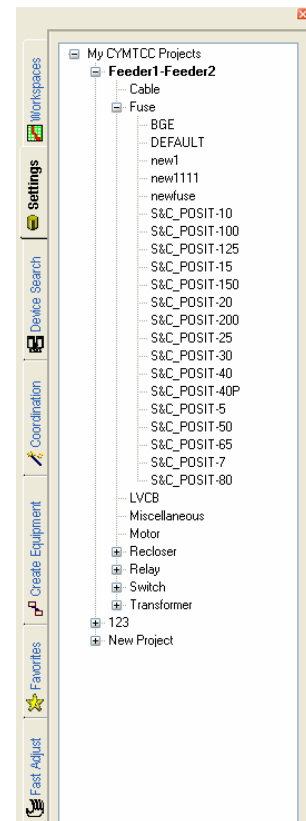 Workspaces
Settings
Device Search
Coordination
Create Equipment
Favorites
Fast Adjust
My CYMTCC Projects
Feeder1-Feeder2
Cable
Fuse
BGE
DEFAULT
new1
new1111
newfuse
S&C_POSIT-10
S&C_POSIT-100
S&C_POSIT-125
S&C_POSIT-15
S&C_POSIT-150
S&C_POSIT-20
S&C_POSIT-200
S&C_POSIT-25
S&C_POSIT-30
S&C_POSIT-40
S&C_POSIT-40P
S&C_POSIT-5
S&C_POSIT-50
S&C_POSIT-65
S&C_POSIT-7
S&C_POSIT-80
LVCB
Miscellaneous
Motor
Recloser
Relay
Switch
Transformer
123
New Project